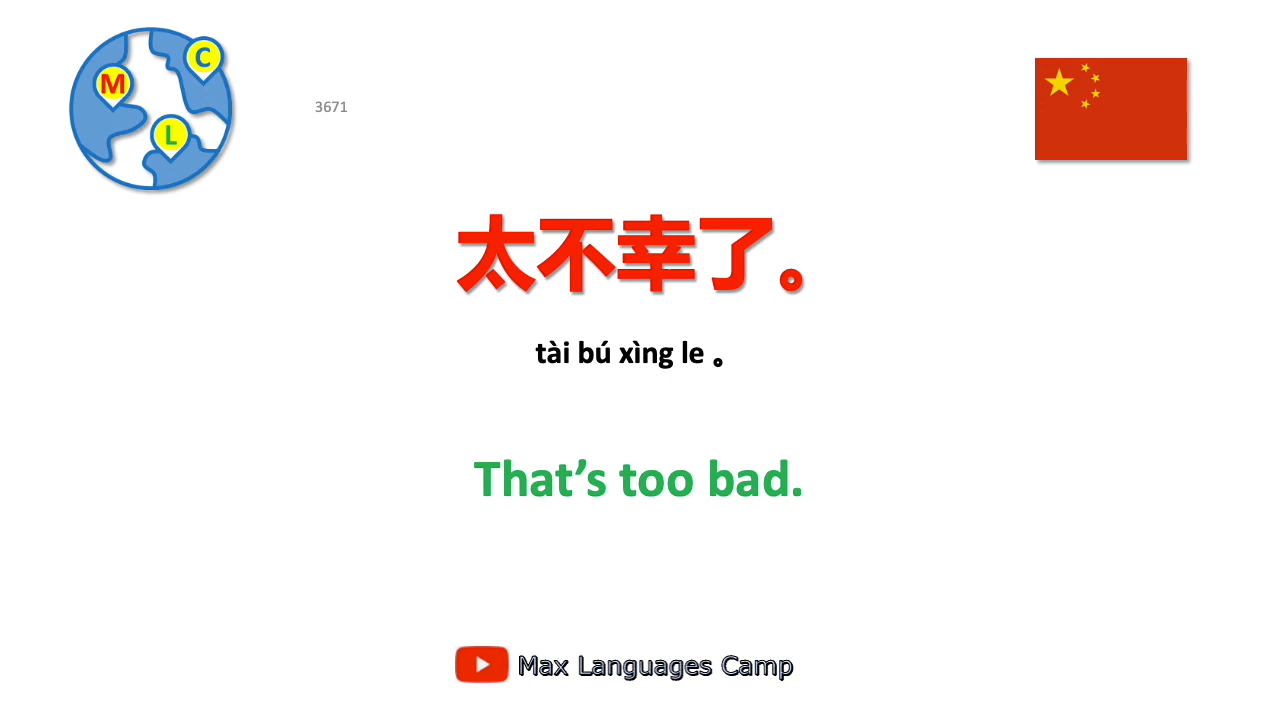 C
M
L
3671
太不幸了。
tài bú xìng le 。
That’s too bad.
Max Languages Camp